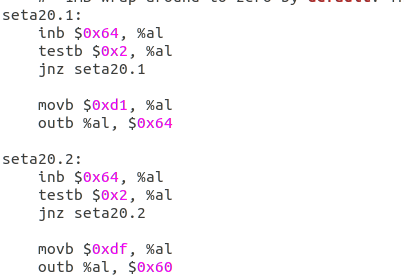 # 1MB wrap around to zero by default.
seta20.1:
inb $0x64, %al
testb $0x2, %al
jnz seta20.1
movb $0xd1, %al
outb %al, $0x64
seta20.2:
inb $0x64, %al
testb $0x2, %al
jnz seta20.2
movb $0xdf, %al
outb %al, $0x60